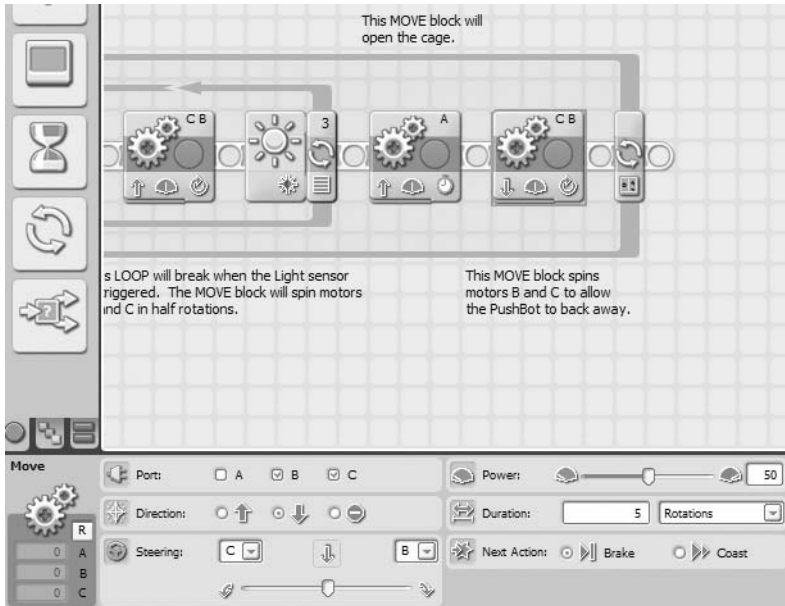 This MOVE block will
open the cage.
C B
3
A
C B
s LOOP will break when the Light sensor
riggered. The MOVE block will spin motors
nd C in half rotations.
This MOVE block spins
motors B and C to allow
the PushBot to back away.
Move
R
0 A
0 B
0 C
Port: A B C
Direction:
Steering: C B
Power: 50
Duration: 5 Rotations
Next Action: Brake Coast